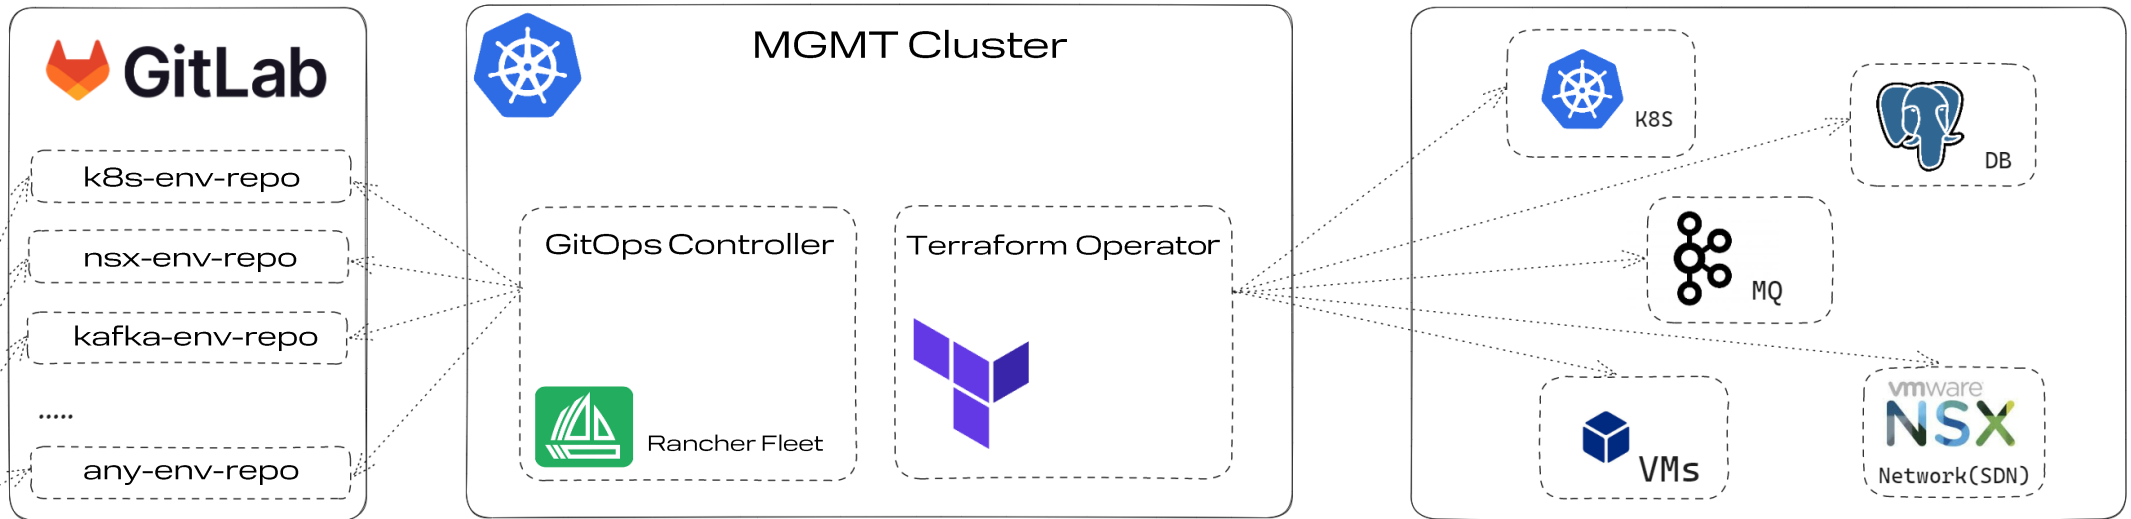 GitLab
k8s-env-repo
nsx-env-repo
kafka-env-repo
.....
any-env-repo
MGMT Cluster
GitOps Controller
Rancher Fleet
Terraform Operator
K8S
DB
MQ
VMs
vmware
NSX
Network(SDN)